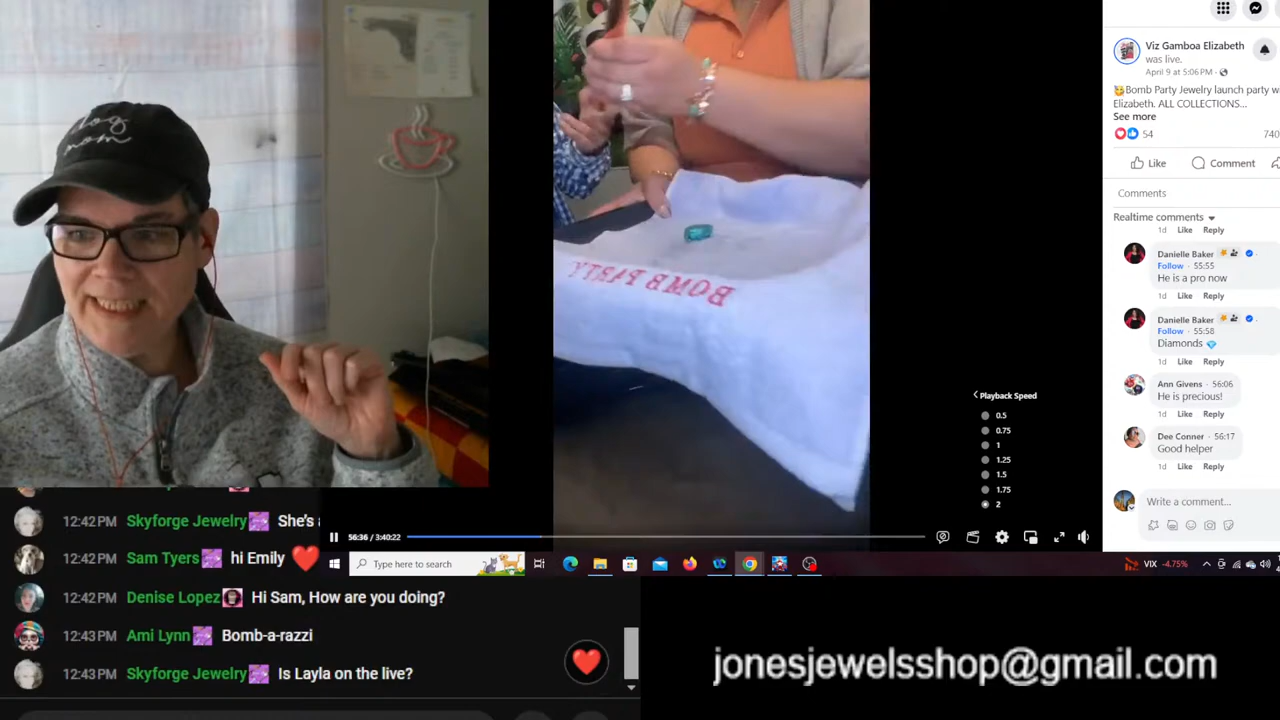 dog
mom
BOMB PARTY
Viz Gamboa Elizabeth
was live.
April 9 at 5:06 PM ·
🥰Bomb Party Jewelry launch party w
Elizabeth. ALL COLLECTIONS...
See more
54
740
Like
Comment
Comments
Realtime comments
1d Like Reply
Danielle Baker
Follow · 55:55
He is a pro now
1d Like Reply
Danielle Baker
Follow · 55:58
Diamonds 💎
1d Like Reply
Ann Givens 56:06
He is precious!
1d Like Reply
Dee Conner 56:17
Good helper
1d Like Reply
Write a comment...
Playback Speed
0.5
0.75
1
1.25
1.5
1.75
2
56:36 / 3:40:22
Type here to search
VIX -4.75%
12:42 PM Skyforge Jewelry She's
12:42 PM Sam Tyers hi Emily ❤️
12:42 PM Denise Lopez Hi Sam, How are you doing?
12:43 PM Ami Lynn Bomb-a-razzi
12:43 PM Skyforge Jewelry Is Layla on the live?
jonesjewelsshop@gmail.com